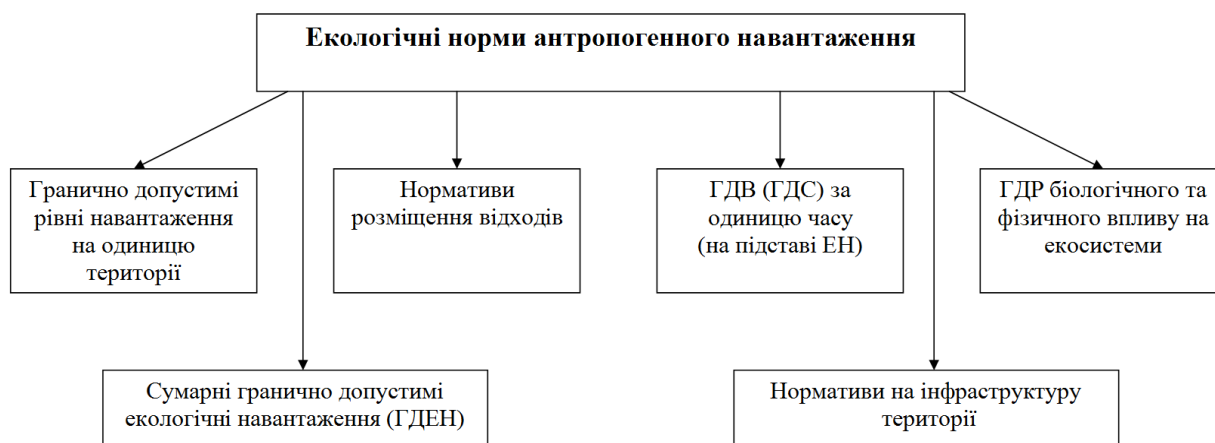 Екологічні норми антропогенного навантаження
Гранично допустимі
рівні навантаження
на одиницю
території
Нормативи
розміщення відходів
ГДВ (ГДС) за
одиницю часу
(на підставі ЕН)
ГДР біологічного та
фізичного впливу на
екосистеми
Сумарні гранично допустимі
екологічні навантаження (ГДЕН)
Нормативи на інфраструктуру
території